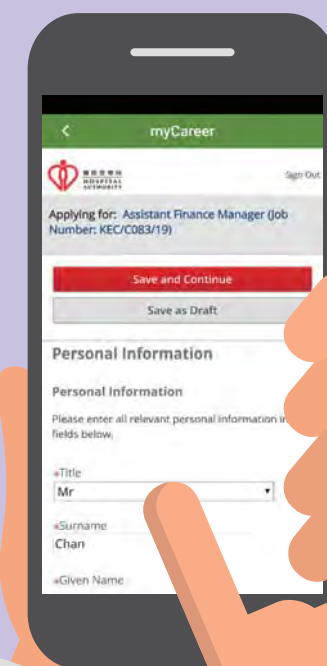 myCareer
HOSPITAL
AUTHORITY
Sign Out
Applying for: Assistant Finance Manager (Job
Number: KEC/C083/19)
Save and Continue
Save as Draft
Personal Information
Personal Information
Please enter all relevant personal information in
fields below.
*Title
Mr
*Surname
Chan
*Given Name